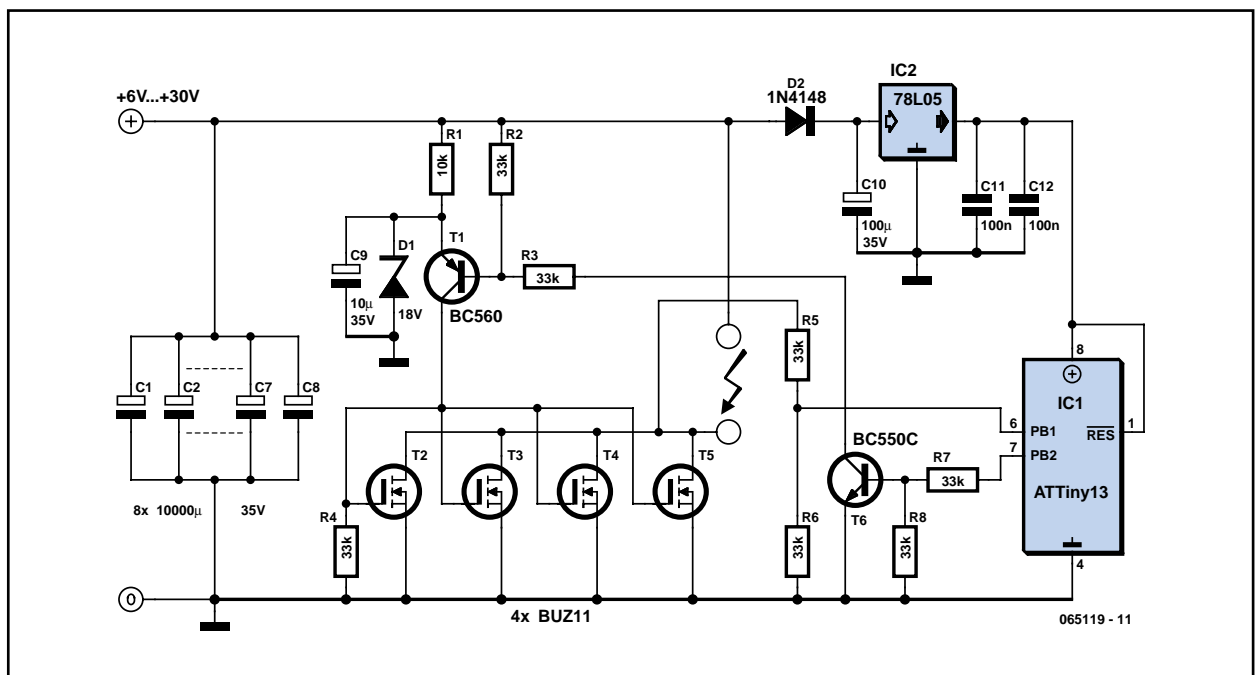 +6V...+30V
D2
1N4148
IC2
78L05
R1
10k
R2
33k
C10
100µ
35V
C11
100n
C12
100n
C9
10µ
35V
D1
18V
T1
BC560
R3
33k
R5
33k
C1
C2
C7
C8
8x 10000µ 35V
T2
T3
T4
T5
R4
33k
BC550C
T6
R6
33k
R7
33k
R8
33k
8
IC1
6
PB1
7
PB2
RES
1
ATTiny13
4
0
4x BUZ11
065119 - 11